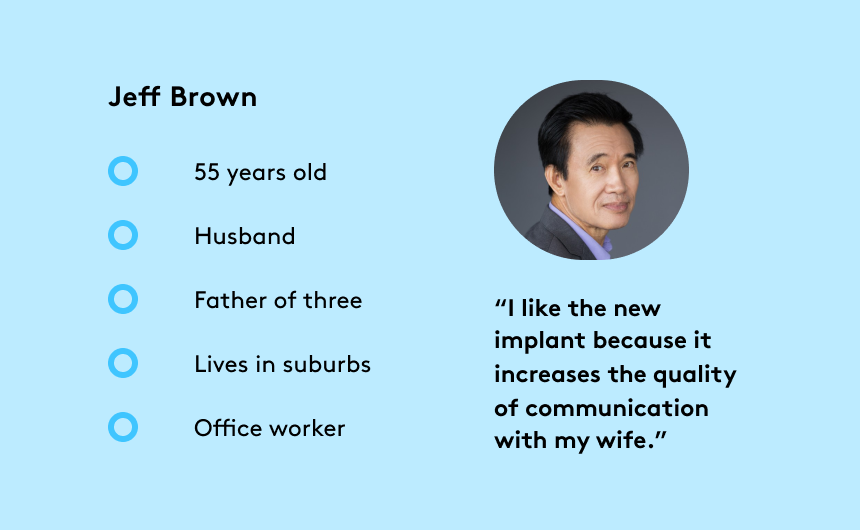 Jeff Brown
55 years old
Husband
Father of three
Lives in suburbs
Office worker
“I like the new
implant because it
increases the quality
of communication
with my wife.”